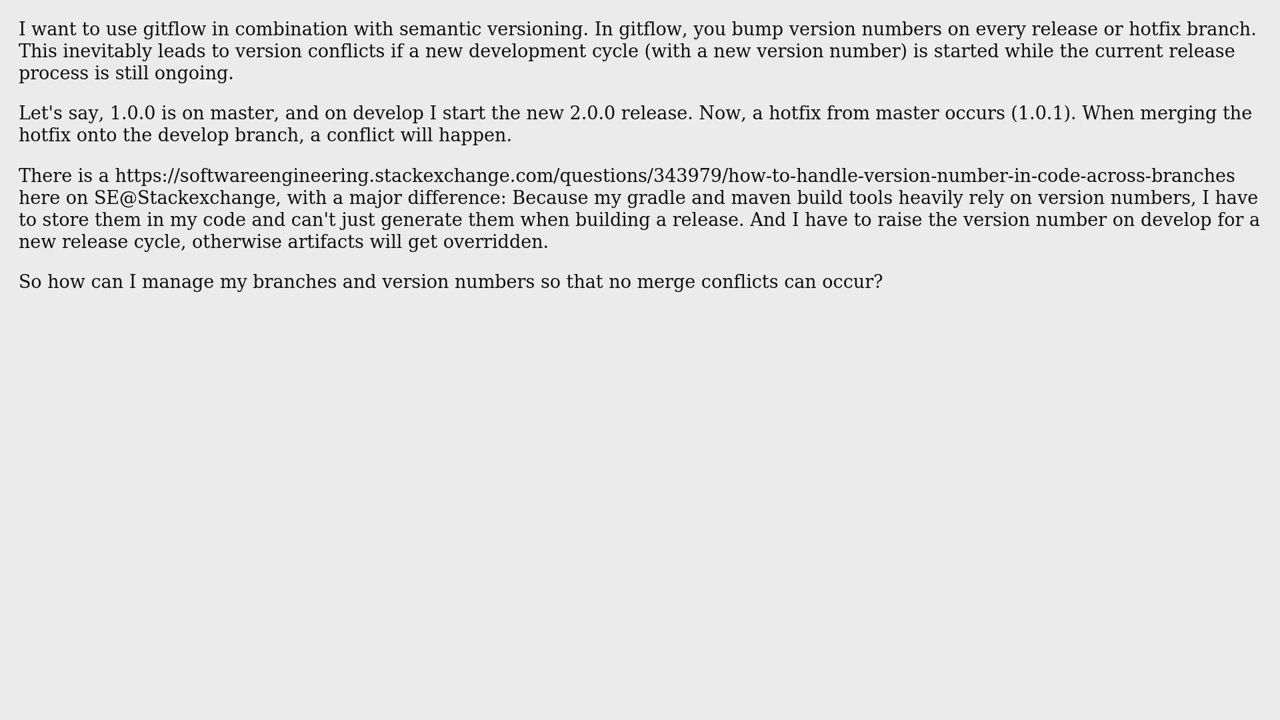 I want to use gitflow in combination with semantic versioning. In gitflow, you bump version numbers on every release or hotfix branch.
This inevitably leads to version conflicts if a new development cycle (with a new version number) is started while the current release
process is still ongoing.
Let's say, 1.0.0 is on master, and on develop I start the new 2.0.0 release. Now, a hotfix from master occurs (1.0.1). When merging the
hotfix onto the develop branch, a conflict will happen.
There is a https://softwareengineering.stackexchange.com/questions/343979/how-to-handle-version-number-in-code-across-branches
here on SE@Stackexchange, with a major difference: Because my gradle and maven build tools heavily rely on version numbers, I have
to store them in my code and can't just generate them when building a release. And I have to raise the version number on develop for a
new release cycle, otherwise artifacts will get overridden.
So how can I manage my branches and version numbers so that no merge conflicts can occur?